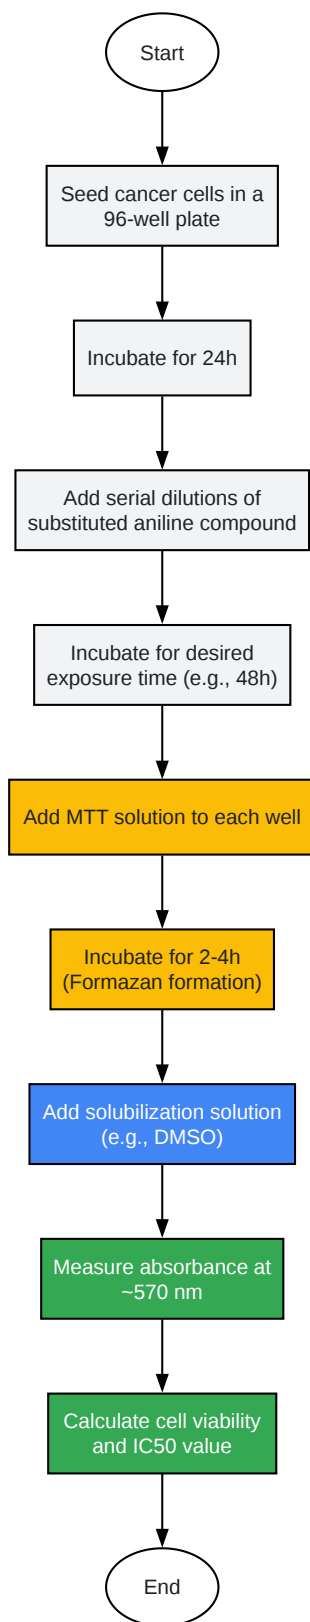 Start
Seed cancer cells in a
96-well plate
Incubate for 24h
Add serial dilutions of
substituted aniline compound
Incubate for desired
exposure time (e.g., 48h)
Add MTT solution to each well
Incubate for 2-4h
(Formazan formation)
Add solubilization solution
(e.g., DMSO)
Measure absorbance at
~570 nm
Calculate cell viability
and IC50 value
End